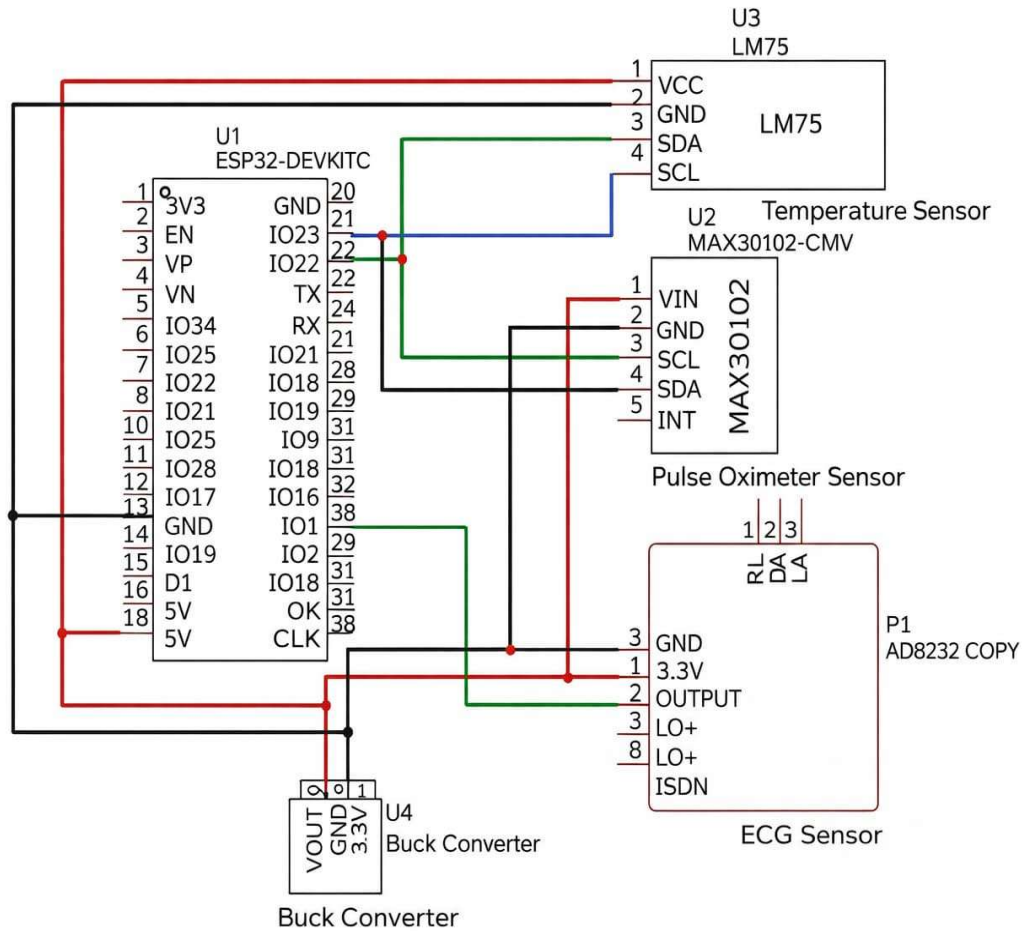 U3
LM75
1 VCC
2 GND
3 SDA
4 SCL
LM75
Temperature Sensor
U1
ESP32-DEVKITC
1 3V3
2 EN
3 VP
4 VN
5 IO34
6 IO25
7 IO22
8 IO21
10 IO25
11 IO28
12 IO17
13 GND
14 IO19
15 D1
16 5V
18 5V
GND 20
IO23 21
IO22 22
TX 22
RX 24
IO21 21
IO18 28
IO19 29
IO9 31
IO18 31
IO16 32
IO1 38
IO2 29
IO18 31
OK 31
CLK 38
U2
MAX30102-CMV
1 VIN
2 GND
3 SCL
4 SDA
5 INT
MAX30102
Pulse Oximeter Sensor
1 RL
2 DA
3 LA
3 GND
1 3.3V
2 OUTPUT
3 LO+
8 LO+
ISDN
P1
AD8232 COPY
ECG Sensor
VOUT
GND
1 3.3V
U4
Buck Converter
Buck Converter